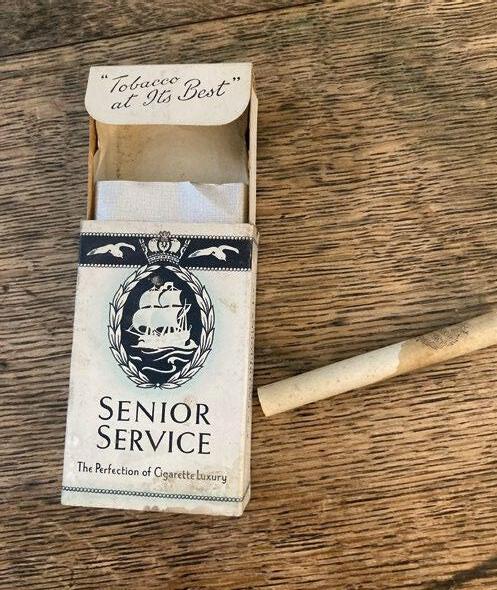 "Tobacco
at Its Best"
SENIOR
SERVICE
The Perfection of Cigarette Luxury